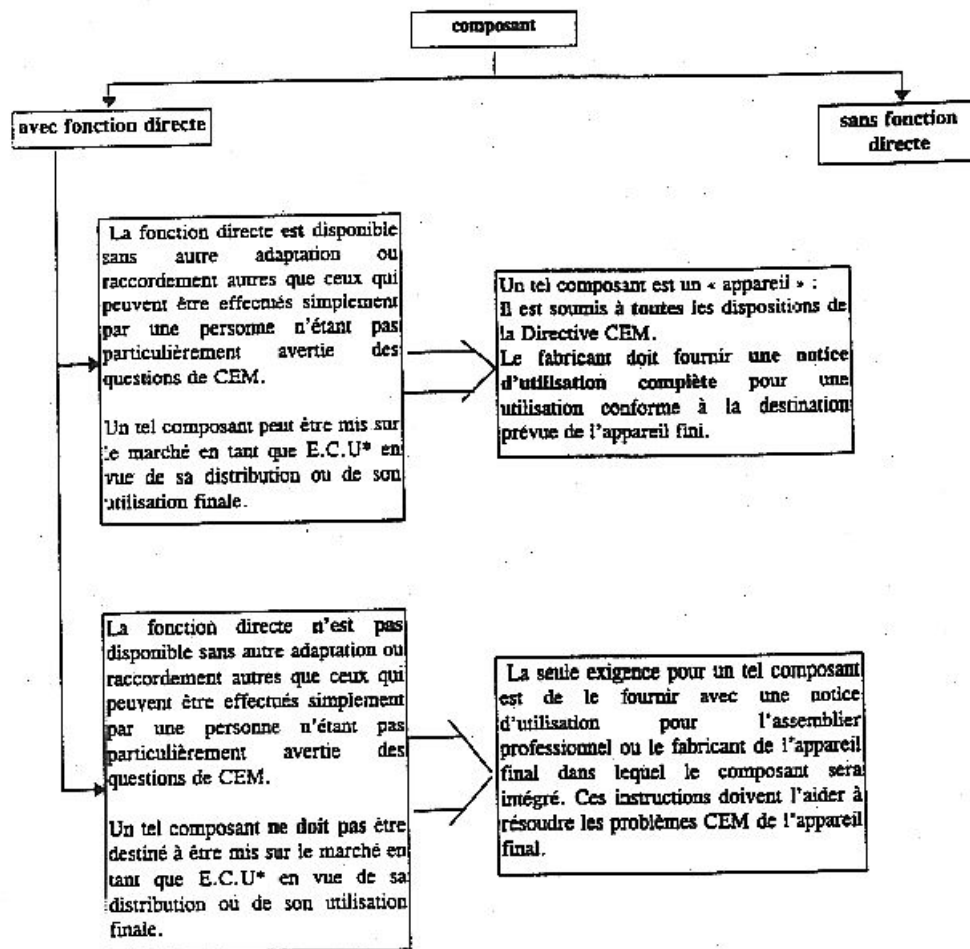 composant
avec fonction directe
sans fonction
directe
La fonction directe est disponible
sans autre adaptation ou
raccordement autres que ceux qui
peuvent être effectués simplement
par une personne n'étant pas
particulièrement avertie des
questions de CEM.
Un tel composant peut être mis sur
le marché en tant que E.C.U* en
vue de sa distribution ou de son
utilisation finale.
Un tel composant est un « appareil » :
Il est soumis à toutes les dispositions de
la Directive CEM.
Le fabricant doit fournir une notice
d'utilisation complète pour une
utilisation conforme à la destination
prévue de l'appareil fini.
La fonction directe n'est pas
disponible sans autre adaptation ou
raccordement autres que ceux qui
peuvent être effectués simplement
par une personne n'étant pas
particulièrement avertie des
questions de CEM.
Un tel composant ne doit pas être
destiné à être mis sur le marché en
tant que E.C.U* en vue de sa
distribution ou de son utilisation
finale.
La seule exigence pour un tel composant
est de le fournir avec une notice
d'utilisation pour l'assemblier
professionnel ou le fabricant de l'appareil
final dans lequel le composant sera
intégré. Ces instructions doivent l'aider à
résoudre les problèmes CEM de l'appareil
final.